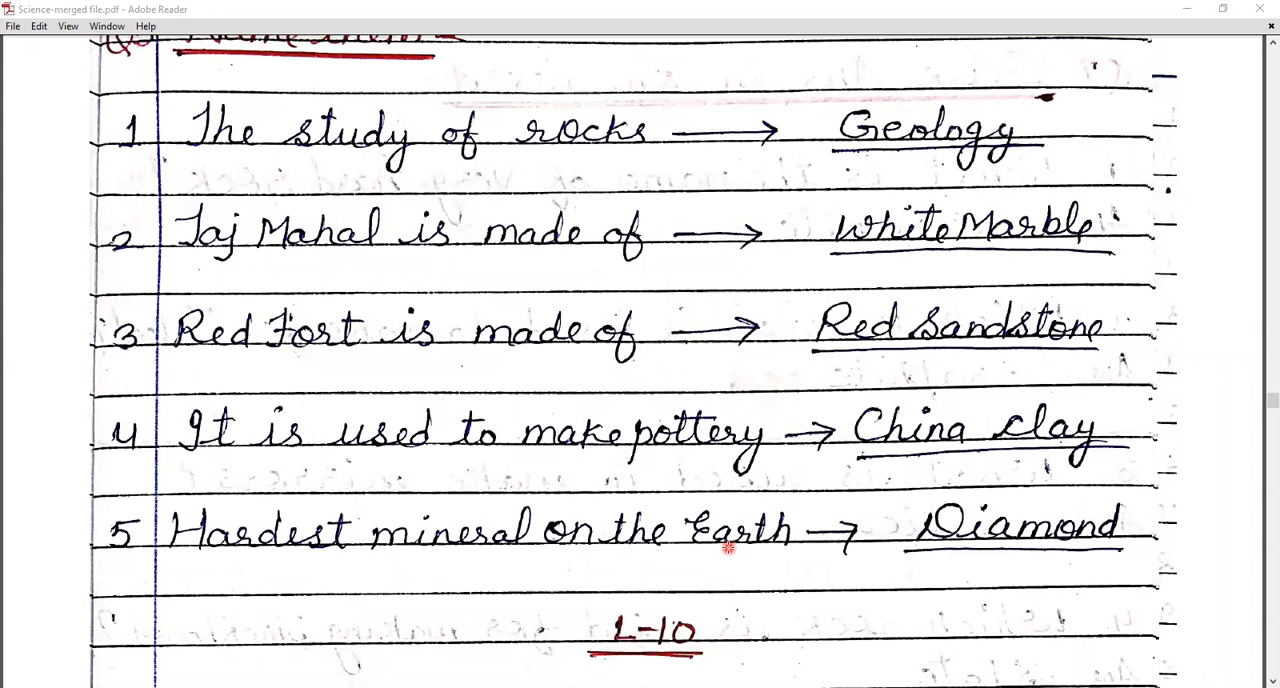 Science-merged file.pdf - Adobe Reader
File Edit View Window Help
1 The study of rocks → Geology
2 Taj Mahal is made of → White Marble
3 Red Fort is made of → Red Sandstone
4 It is used to make pottery → China clay
5 Hardest mineral on the Earth → Diamond
L-10